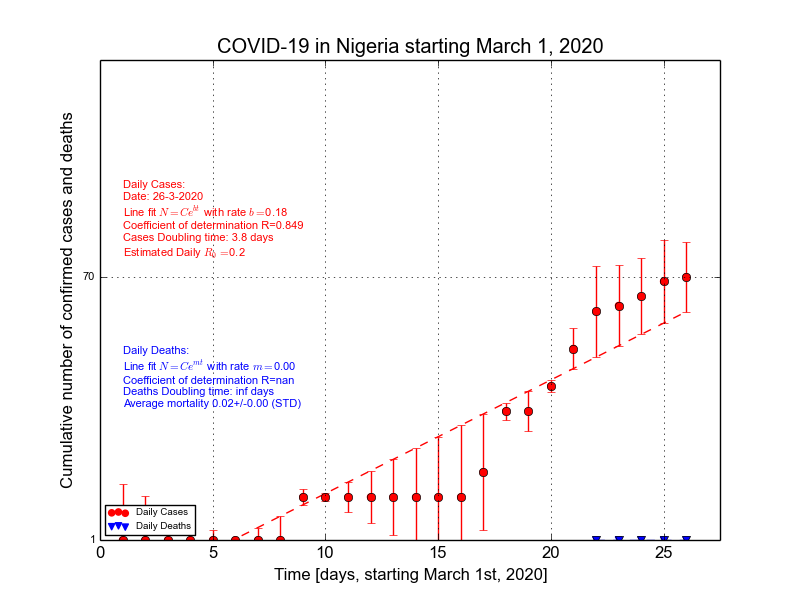 COVID-19 in Nigeria starting March 1, 2020
Cumulative number of confirmed cases and deaths
Daily Cases:
Date: 26-3-2020
Line fit N=Ce^{bt} with rate b=0.18
Coefficient of determination R=0.849
Cases Doubling time: 3.8 days
Estimated Daily R_0=0.2
70
Daily Deaths:
Line fit N=Ce^{mt} with rate m=0.00
Coefficient of determination R=nan
Deaths Doubling time: inf days
Average mortality 0.02+/-0.00 (STD)
Daily Cases
Daily Deaths
1
0 5 10 15 20 25
Time [days, starting March 1st, 2020]